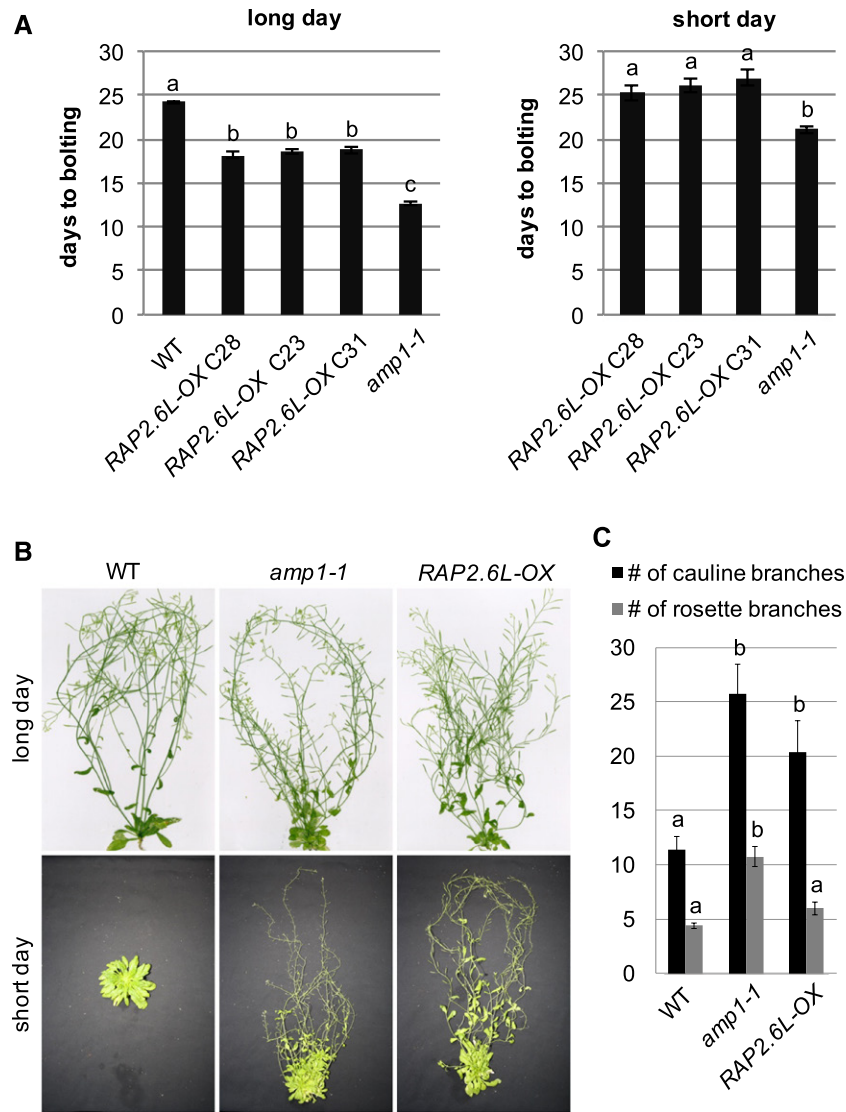 A
long day
short day
days to bolting
30
25
20
15
10
5
0
a
b
b
b
c
WT
RAP2.6L-OX C28
RAP2.6L-OX C23
RAP2.6L-OX C31
amp1-1
days to bolting
30
25
20
15
10
5
0
a
a
a
b
RAP2.6L-OX C28
RAP2.6L-OX C23
RAP2.6L-OX C31
amp1-1
B
WT
amp1-1
RAP2.6L-OX
long day
short day
C
# of cauline branches
# of rosette branches
30
25
20
15
10
5
0
a
a
b
b
b
a
WT
amp1-1
RAP2.6L-OX